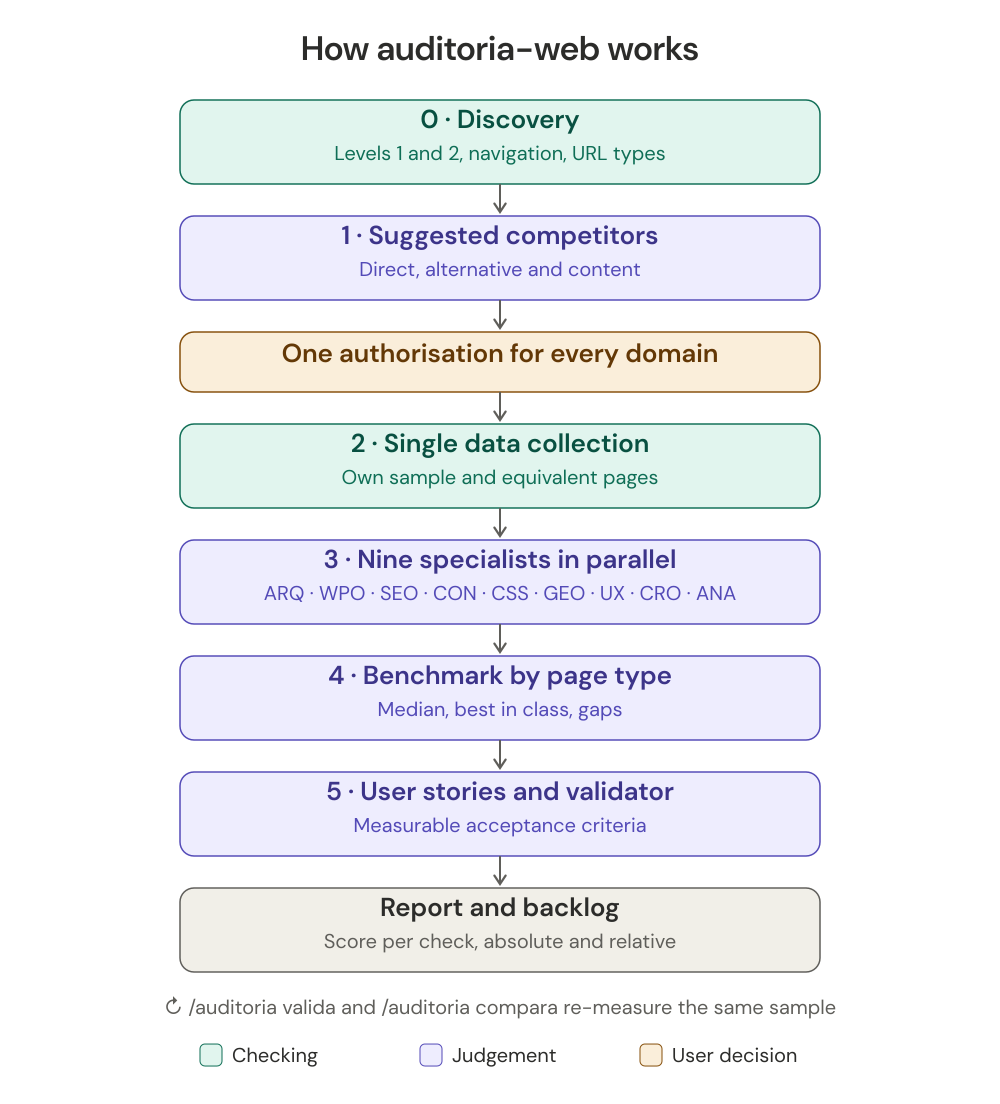 How auditoria-web works
0 · Discovery
Levels 1 and 2, navigation, URL types
1 · Suggested competitors
Direct, alternative and content
One authorisation for every domain
2 · Single data collection
Own sample and equivalent pages
3 · Nine specialists in parallel
ARQ · WPO · SEO · CON · CSS · GEO · UX · CRO · ANA
4 · Benchmark by page type
Median, best in class, gaps
5 · User stories and validator
Measurable acceptance criteria
Report and backlog
Score per check, absolute and relative
↻ /auditoria valida and /auditoria compara re-measure the same sample
Checking
Judgement
User decision